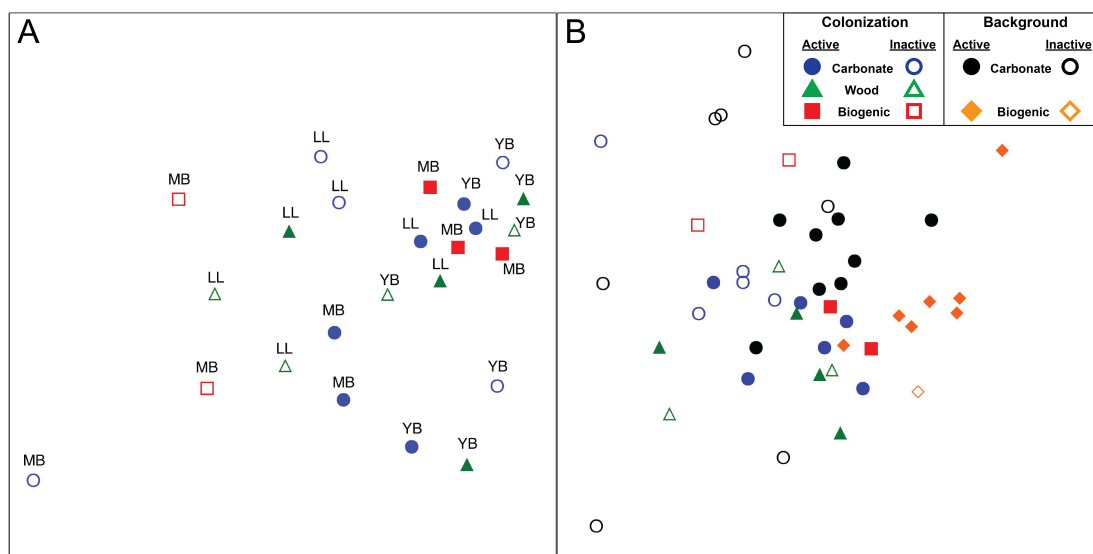 A
B
Colonization
Background
Active
Inactive
Active
Inactive
Carbonate
Carbonate
Wood
Biogenic
Biogenic
LL
YB
MB
MB
LL
YB
YB
LL
LL
LL
YB
MB
MB
LL
LL
YB
LL
MB
YB
MB
MB
YB
YB
MB